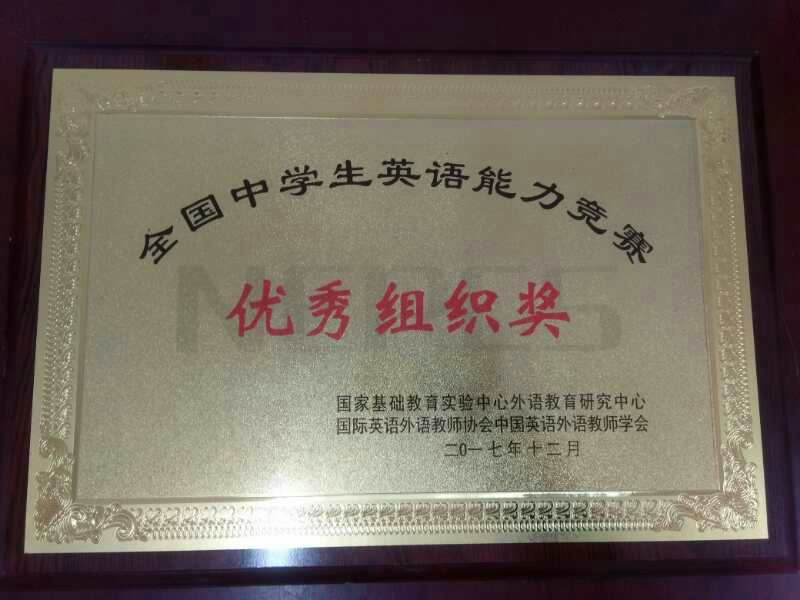 全国中学生英语能力竞赛
优秀组织奖
国家基础教育实验中心外语教育研究中心
国际英语外语教师协会中国英语外语教师学会
二0一七年十二月